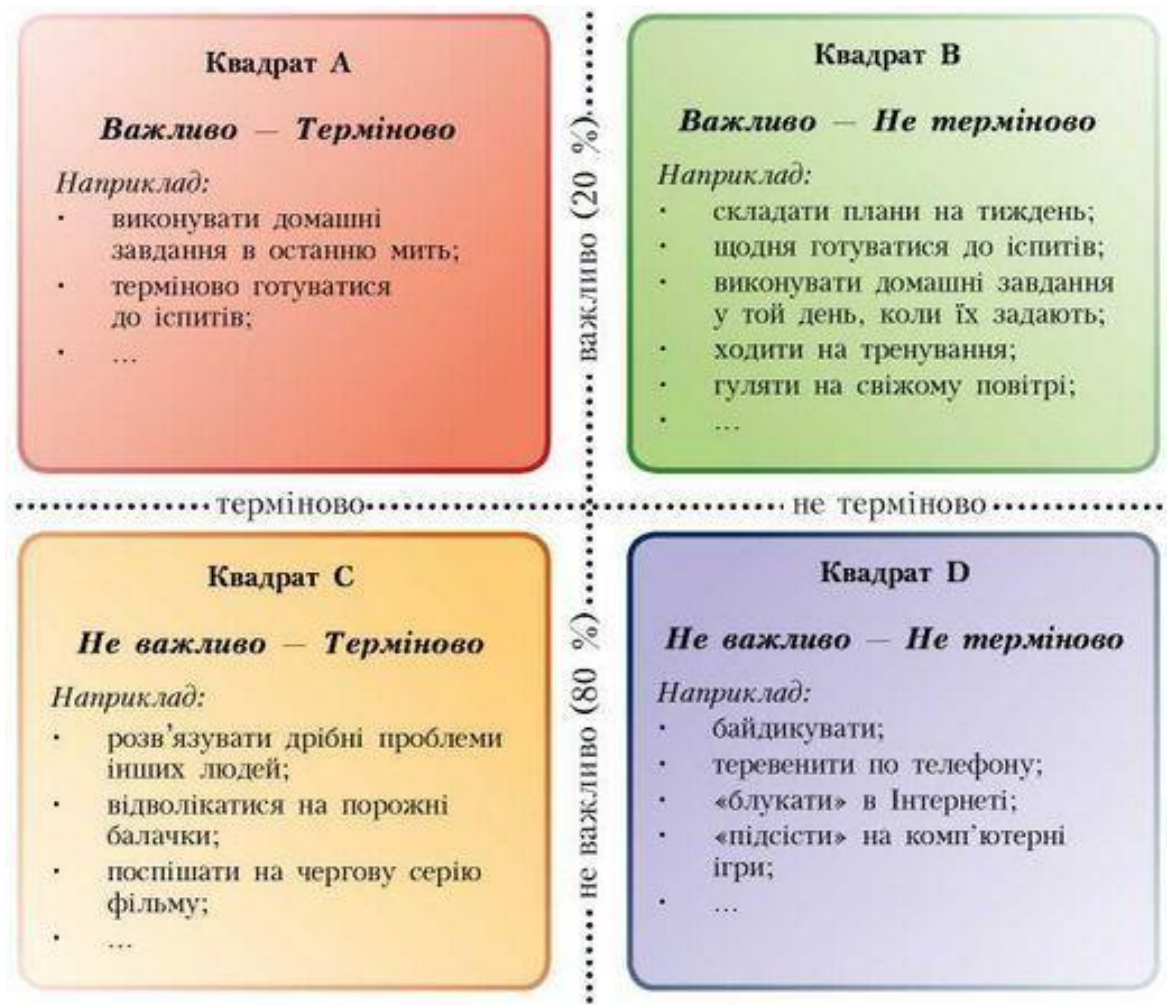 Квадрат А
Важливо — Терміново
Наприклад:
· виконувати домашні
завдання в останню мить;
· терміново готуватися
до іспитів;
· …
Квадрат В
Важливо — Не терміново
Наприклад:
· складати плани на тиждень;
· щодня готуватися до іспитів;
· виконувати домашні завдання
у той день, коли їх задають;
· ходити на тренування;
· гуляти на свіжому повітрі;
· …
важливо (20 %)
терміново
не терміново
не важливо (80 %)
Квадрат С
Не важливо — Терміново
Наприклад:
· розв’язувати дрібні проблеми
інших людей;
· відволікатися на порожні
балачки;
· поспішати на чергову серію
фільму;
· …
Квадрат D
Не важливо — Не терміново
Наприклад:
· байдикувати;
· теревенити по телефону;
· «блукати» в Інтернеті;
· «підсісти» на комп’ютерні
ігри;
· …